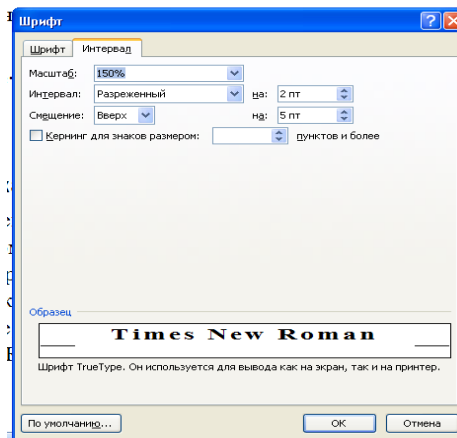 Шрифт
Шрифт Интервал
Масштаб: 150%
Интервал: Разреженный на: 2 пт
Смещение: Вверх на: 5 пт
Кернинг для знаков размером: пунктов и более
Образец
Times New Roman
Шрифт TrueType. Он используется для вывода как на экран, так и на принтер.
По умолчанию... ОК Отмена